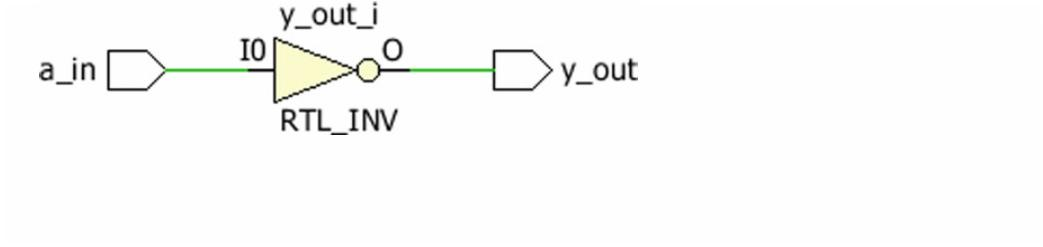 y_out_i
a_in I0 O y_out
RTL_INV